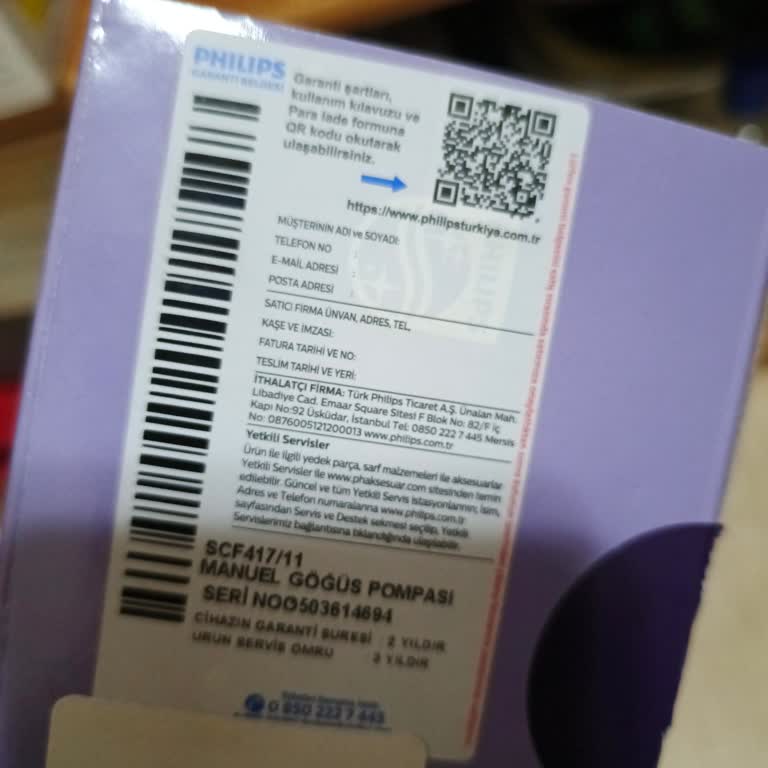 PHILIPS
GARANTİ BELGESİ
Garanti şartları,
kullanım kılavuzu ve
Para iade formuna
QR kodu okutarak
ulaşabilirsiniz.
https://www.philipsturkiye.com.tr
MÜŞTERİNİN ADI ve SOYADI:
TELEFON NO :
E-MAİL ADRESİ :
POSTA ADRESİ :
SATICI FİRMA ÜNVAN, ADRES, TEL,
KAŞE VE İMZASI:
FATURA TARİHİ VE NO:
TESLİM TARİHİ VE YERİ:
İTHALATÇI FİRMA: Türk Philips Ticaret A.Ş. Ünalan Mah.
Libadiye Cad. Emaar Square Sitesi F Blok No: 82/F İç
Kapı No:92 Üsküdar, İstanbul Tel: 0850 222 7 445 Mersis
No: 0876005121200013 www.philips.com.tr
Yetkili Servisler
Ürün ile ilgili yedek parça, sarf malzemeleri ile aksesuarlar
Yetkili Servisler ile www.phaksesuar.com sitesinden temin
edilebilir. Güncel ve tüm Yetkili Servis istasyonlarının; İsim,
Adres ve Telefon numaralarına www.philips.com.tr
sayfasından Servis ve Destek sekmesi seçilip, Yetkili
Servislerimiz bağlantısına tıklandığında ulaşılabilir.
SCF417/11
MANUEL GÖĞÜS POMPASI
SERİ NO0503614694
CİHAZIN GARANTİ SURESİ : 2 YILDIR
URUN SERVİS OMRU : 3 YILDIR
0 850 222 7 445